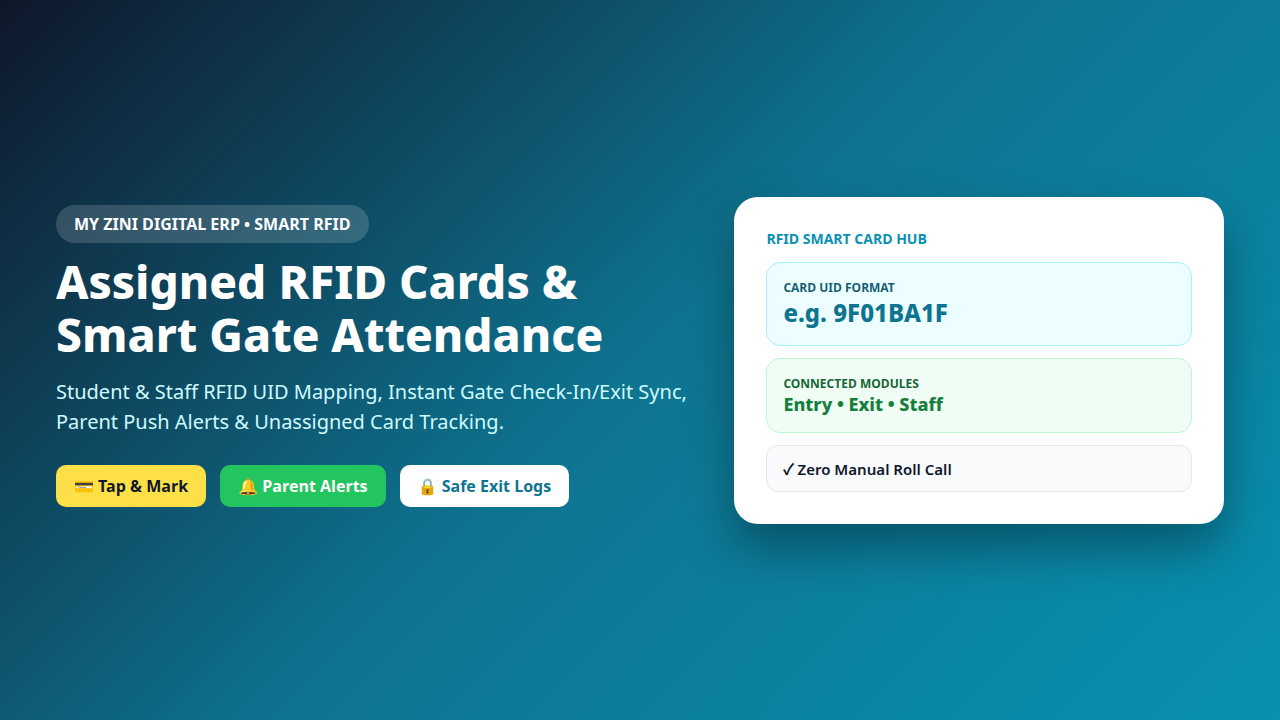 MY ZINI DIGITAL ERP • SMART RFID
Assigned RFID Cards &
Smart Gate Attendance
Student & Staff RFID UID Mapping, Instant Gate Check-In/Exit Sync,
Parent Push Alerts & Unassigned Card Tracking.
💳 Tap & Mark
🔔 Parent Alerts
🔒 Safe Exit Logs
RFID SMART CARD HUB
CARD UID FORMAT
e.g. 9F01BA1F
CONNECTED MODULES
Entry • Exit • Staff
✓ Zero Manual Roll Call